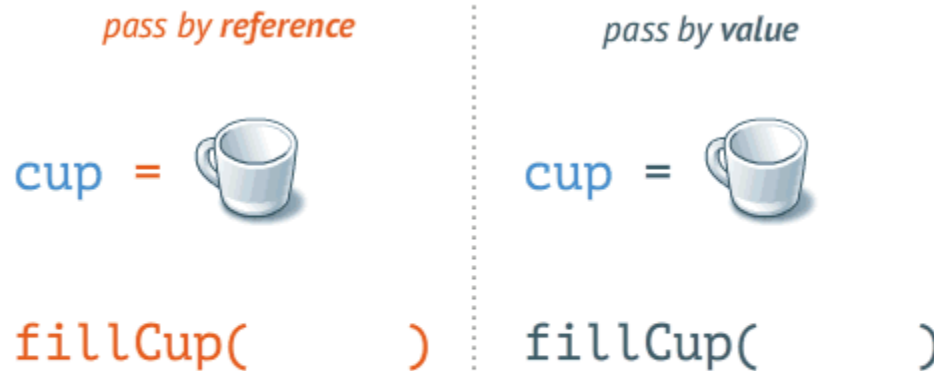 pass by reference
cup =
fillCup( )
pass by value
cup =
fillCup( )